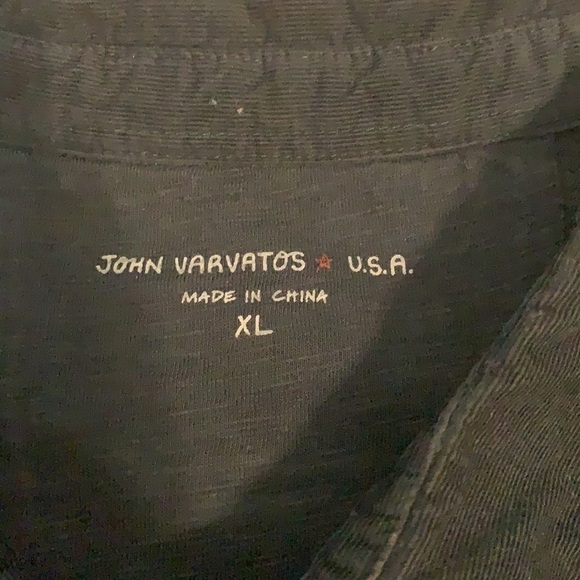 JOHN VARVATOS ☆ U.S.A.
MADE IN CHINA
XL